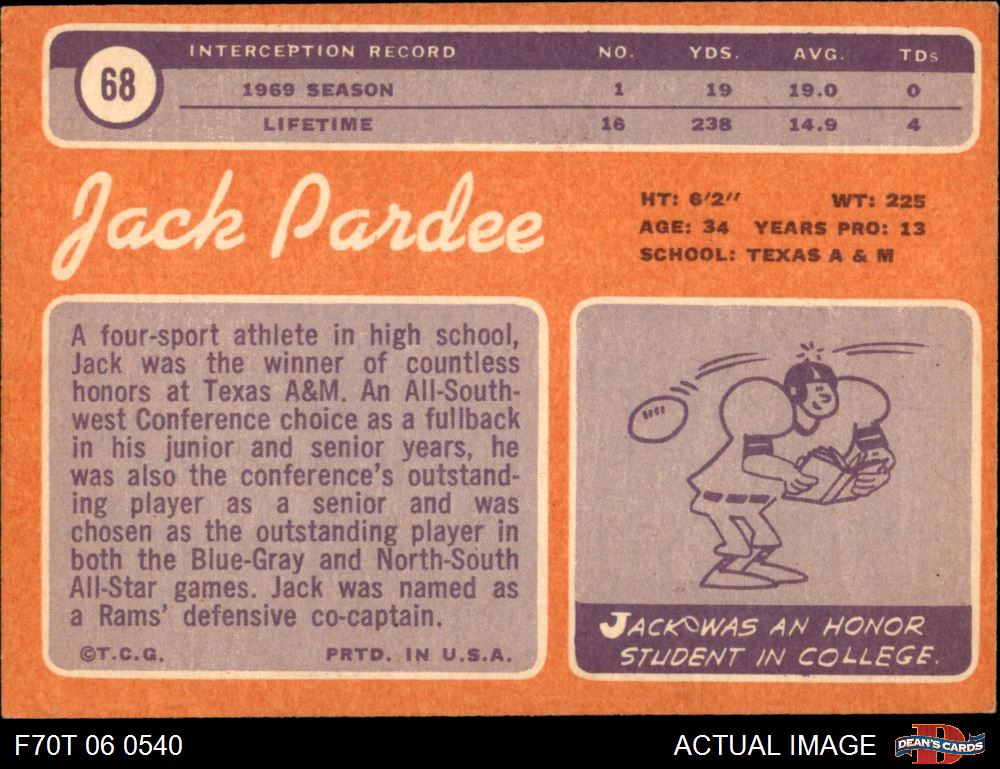 68
INTERCEPTION RECORD NO. YDS. AVG. TDs
1969 SEASON 1 19 19.0 0
LIFETIME 16 238 14.9 4
Jack Pardee
HT: 6'2" WT: 225
AGE: 34 YEARS PRO: 13
SCHOOL: TEXAS A & M
A four-sport athlete in high school,
Jack was the winner of countless
honors at Texas A&M. An All-South-
west Conference choice as a fullback
in his junior and senior years, he
was also the conference's outstand-
ing player as a senior and was
chosen as the outstanding player in
both the Blue-Gray and North-South
All-Star games. Jack was named as
a Rams' defensive co-captain.
©T.C.G. PRTD. IN U.S.A.
JACK WAS AN HONOR
STUDENT IN COLLEGE.
F70T 06 0540
ACTUAL IMAGE
D
DEAN'S CARDS